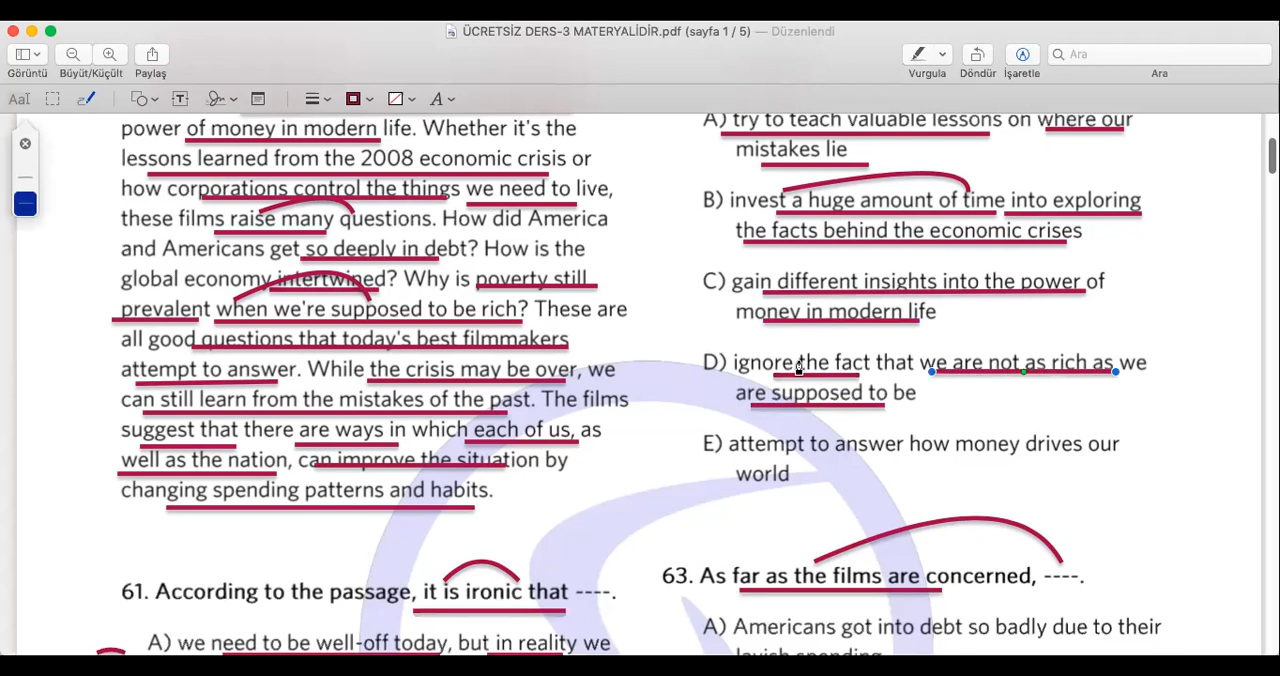 ÜCRETSİZ DERS-3 MATERYALİDİR.pdf (sayfa 1 / 5) — Düzenlendi
Görüntü Büyüt/Küçült Paylaş Vurgula Döndür İşaretle Ara
Ara
power of money in modern life. Whether it's the
lessons learned from the 2008 economic crisis or
how corporations control the things we need to live,
these films raise many questions. How did America
and Americans get so deeply in debt? How is the
global economy intertwined? Why is poverty still
prevalent when we're supposed to be rich? These are
all good questions that today's best filmmakers
attempt to answer. While the crisis may be over, we
can still learn from the mistakes of the past. The films
suggest that there are ways in which each of us, as
well as the nation, can improve the situation by
changing spending patterns and habits.
61. According to the passage, it is ironic that ----.
A) we need to be well-off today, but in reality we
A) try to teach valuable lessons on where our
mistakes lie
B) invest a huge amount of time into exploring
the facts behind the economic crises
C) gain different insights into the power of
money in modern life
D) ignore the fact that we are not as rich as we
are supposed to be
E) attempt to answer how money drives our
world
63. As far as the films are concerned, ----.
A) Americans got into debt so badly due to their
lavish spending